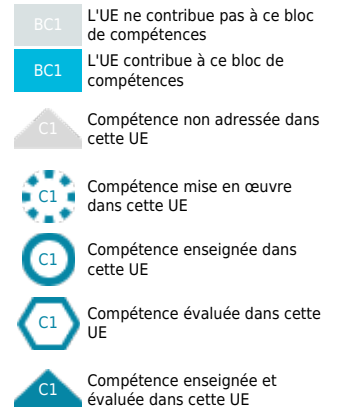 BC1
L'UE ne contribue pas à ce bloc
de compétences
BC1
L'UE contribue à ce bloc de
compétences
C1
Compétence non adressée dans
cette UE
C1
Compétence mise en œuvre
dans cette UE
C1
Compétence enseignée dans
cette UE
C1
Compétence évaluée dans cette
UE
C1
Compétence enseignée et
évaluée dans cette UE